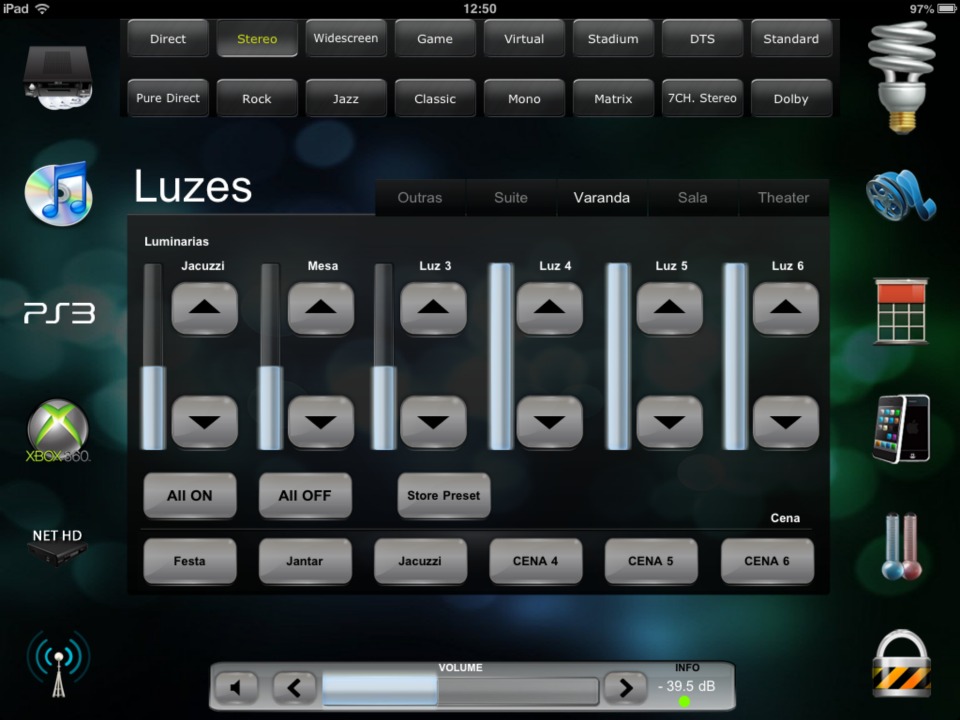 iPad 12:50 97%
Direct Stereo Widescreen Game Virtual Stadium DTS Standard
Pure Direct Rock Jazz Classic Mono Matrix 7CH. Stereo Dolby
Luzes
Outras Suite Varanda Sala Theater
Luminarias
Jacuzzi Mesa Luz 3 Luz 4 Luz 5 Luz 6
PS3
XBOX 360.
All ON All OFF Store Preset
Cena
NET HD
Festa Jantar Jacuzzi CENA 4 CENA 5 CENA 6
VOLUME INFO
- 39.5 dB